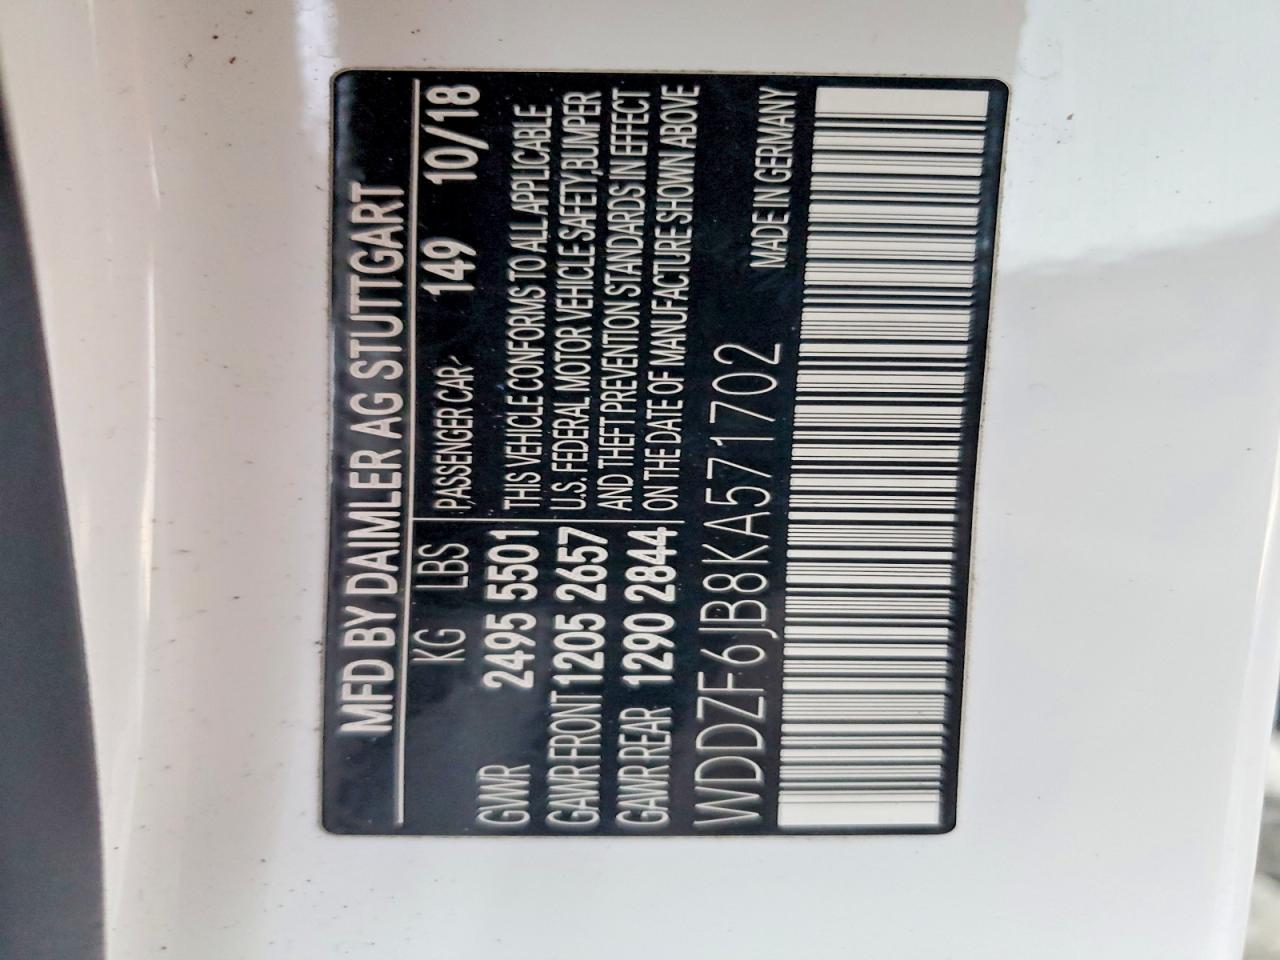 MFD BY DAIMLER AG STUTTGART
KG LBS PASSENGER CAR 149 10/18
GVWR 2495 5501 THIS VEHICLE CONFORMS TO ALL APPLICABLE
GAWR FRONT 1205 2657 U.S. FEDERAL MOTOR VEHICLE SAFETY,BUMPER
GAWR REAR 1290 2844 AND THEFT PREVENTION STANDARDS IN EFFECT
ON THE DATE OF MANUFACTURE SHOWN ABOVE
WDDZF6JB8KA571702
MADE IN GERMANY